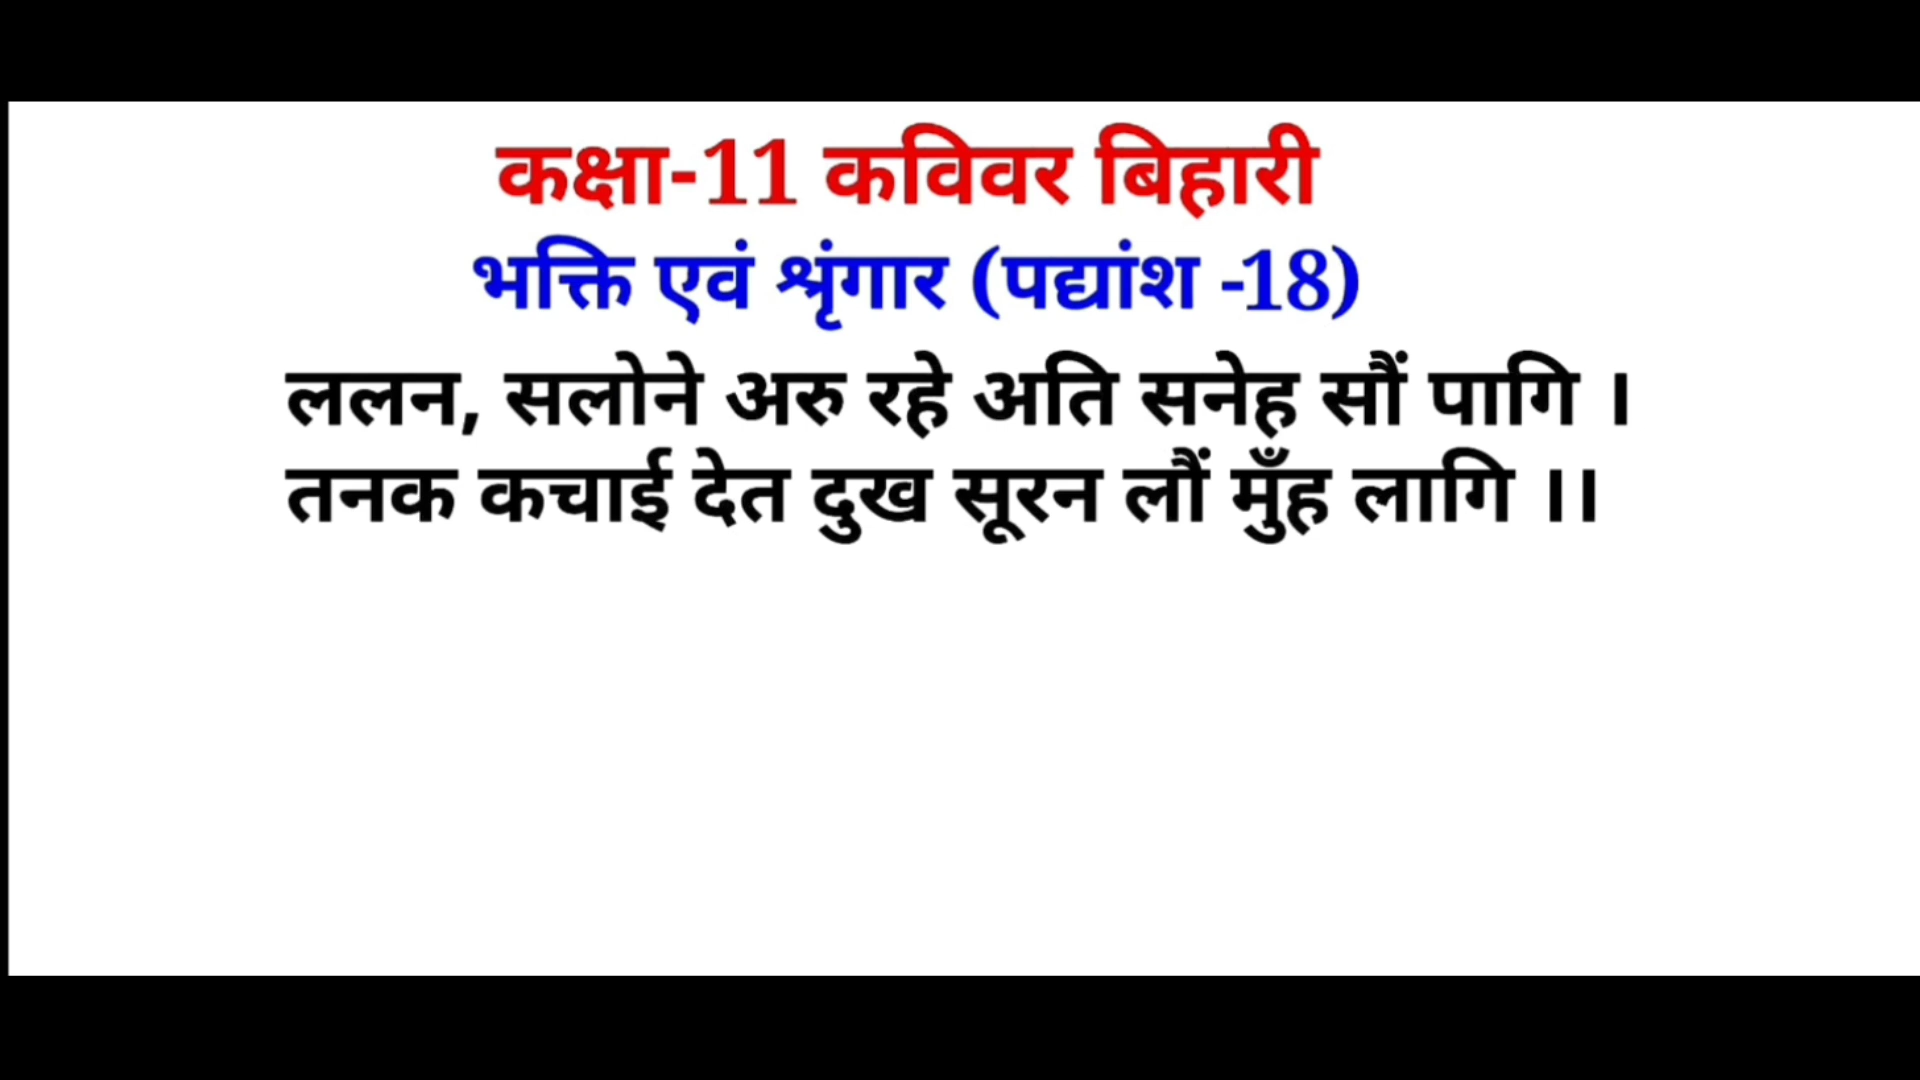 कक्षा-11 कविवर बिहारी
भक्ति एवं श्रृंगार (पद्यांश -18)
ललन, सलोने अरु रहे अति सनेह सौं पागि ।
तनक कचाई देत दुख सूरन लौं मुँह लागि ।।